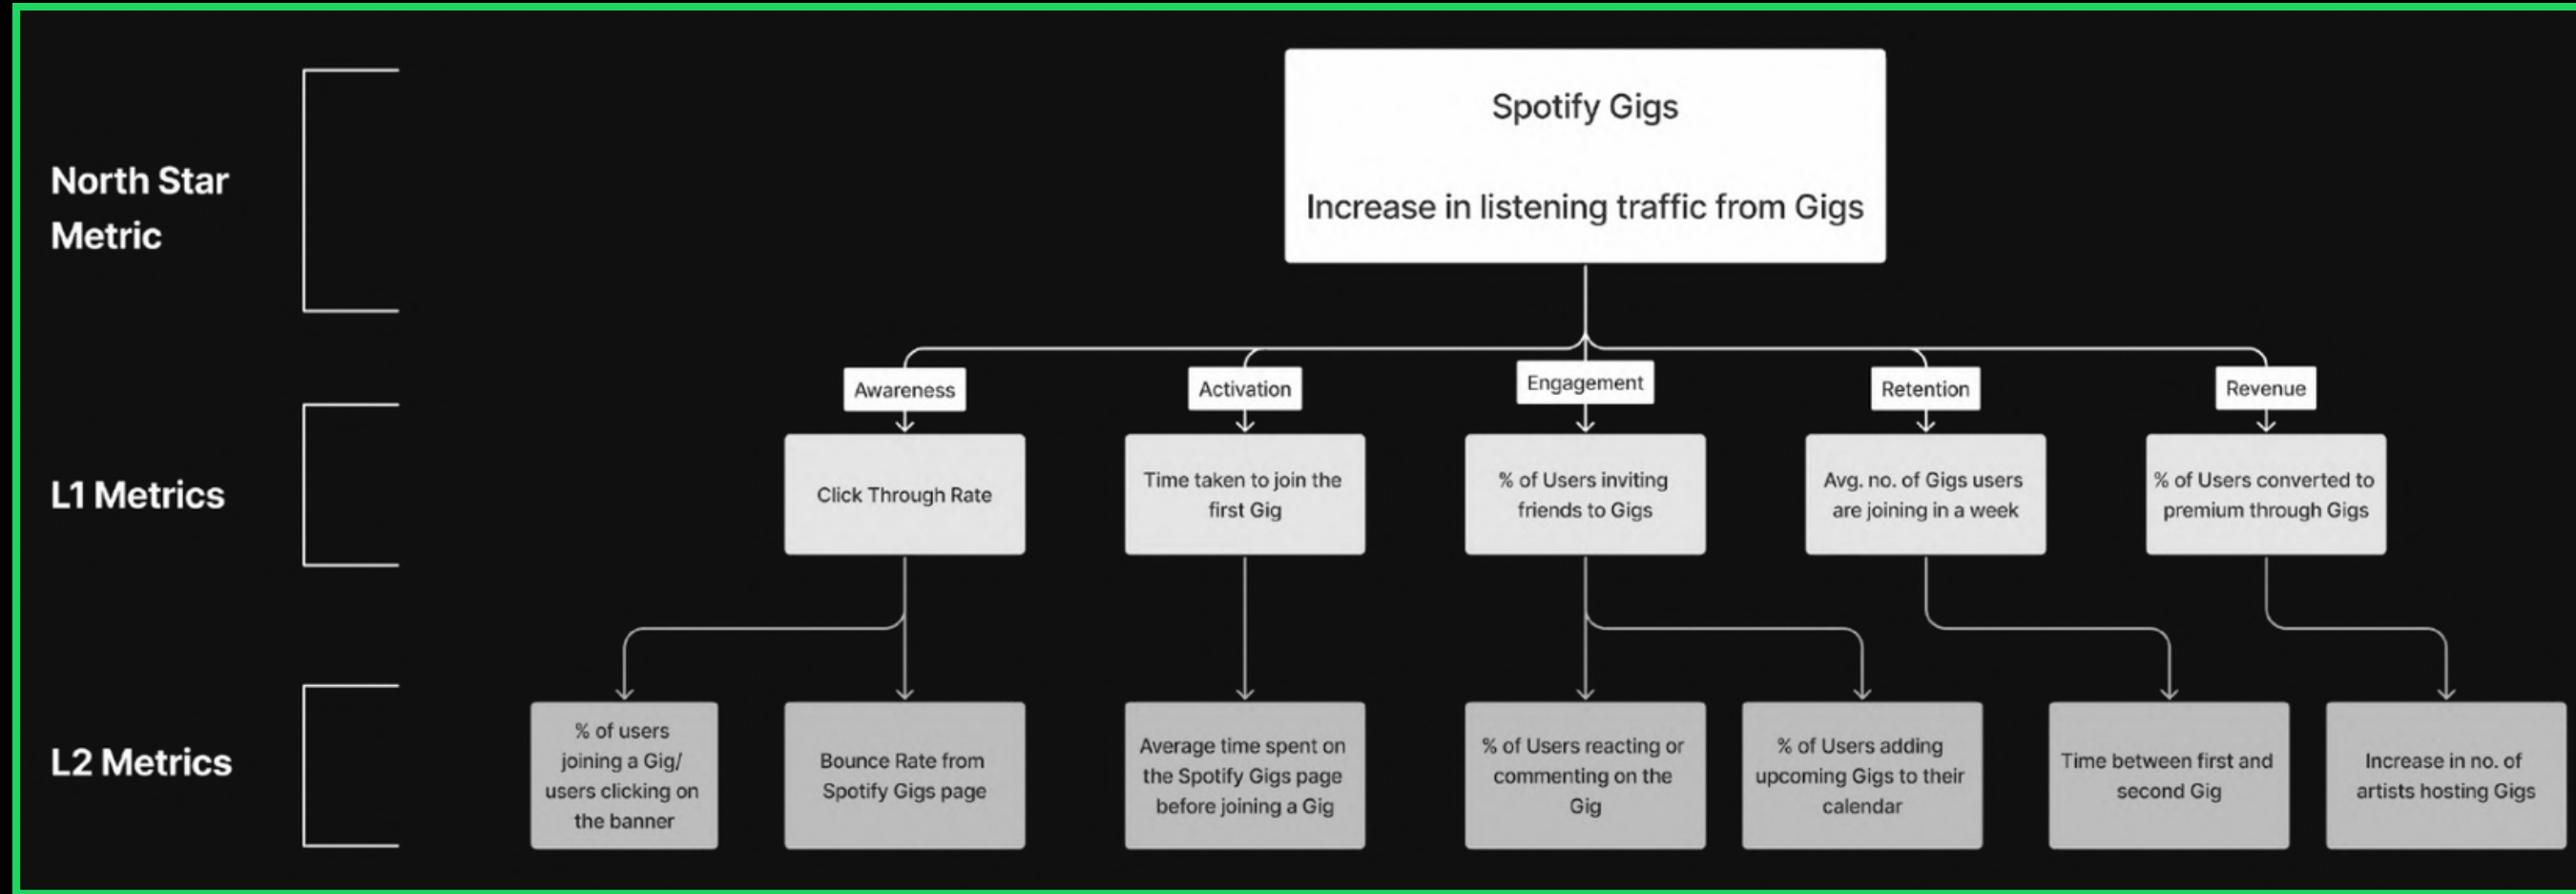 Spotify Gigs
Increase in listening traffic from Gigs
North Star
Metric
Awareness
Activation
Engagement
Retention
Revenue
L1 Metrics
Click Through Rate
Time taken to join the
first Gig
% of Users inviting
friends to Gigs
Avg. no. of Gigs users
are joining in a week
% of Users converted to
premium through Gigs
L2 Metrics
% of users
joining a Gig/
users clicking on
the banner
Bounce Rate from
Spotify Gigs page
Average time spent on
the Spotify Gigs page
before joining a Gig
% of Users reacting or
commenting on the
Gig
% of Users adding
upcoming Gigs to their
calendar
Time between first and
second Gig
Increase in no. of
artists hosting Gigs